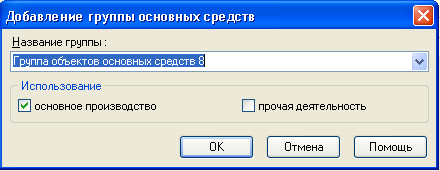 Добавление группы основных средств
Название группы :
Группа объектов основных средств 8
Использование
основное производство
прочая деятельность
OK
Отмена
Помощь